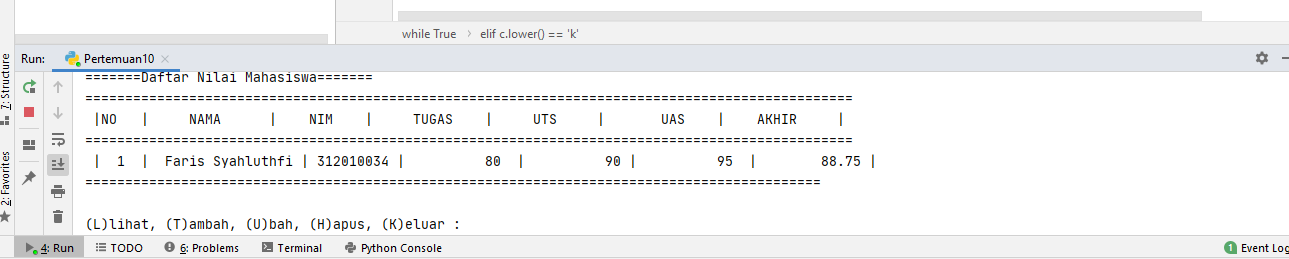 while True > elif c.lower() == 'k'
Run: Pertemuan10 ×
=======Daftar Nilai Mahasiswa=======
================================================================================================
|NO | NAMA | NIM | TUGAS | UTS | UAS | AKHIR |
================================================================================================
| 1 | Faris Syahluthfi | 312010034 | 80 | 90 | 95 | 88.75 |
============================================================================================
(L)lihat, (T)ambah, (U)bah, (H)apus, (K)eluar :
7: Structure
2: Favorites
4: Run TODO 6: Problems Terminal Python Console 1 Event Log